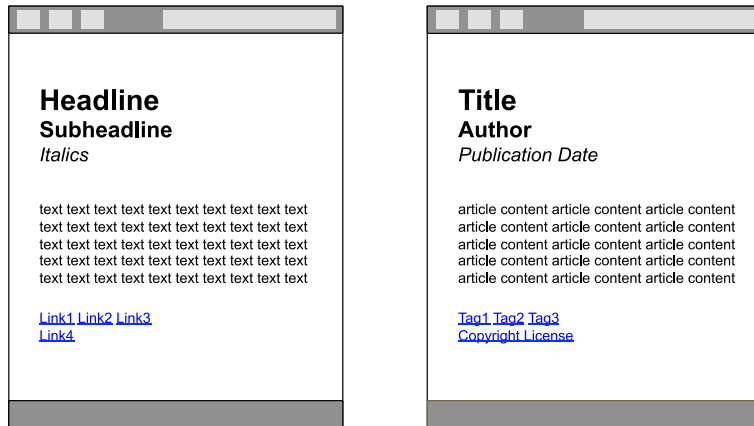 Headline
Subheadline
Italics
text text text text text text text text text text
text text text text text text text text text text
text text text text text text text text text text
text text text text text text text text text text
text text text text text text text text text text
Link1 Link2 Link3
Link4
Title
Author
Publication Date
article content article content article content
article content article content article content
article content article content article content
article content article content article content
article content article content article content
Tag1 Tag2 Tag3
Copyright License